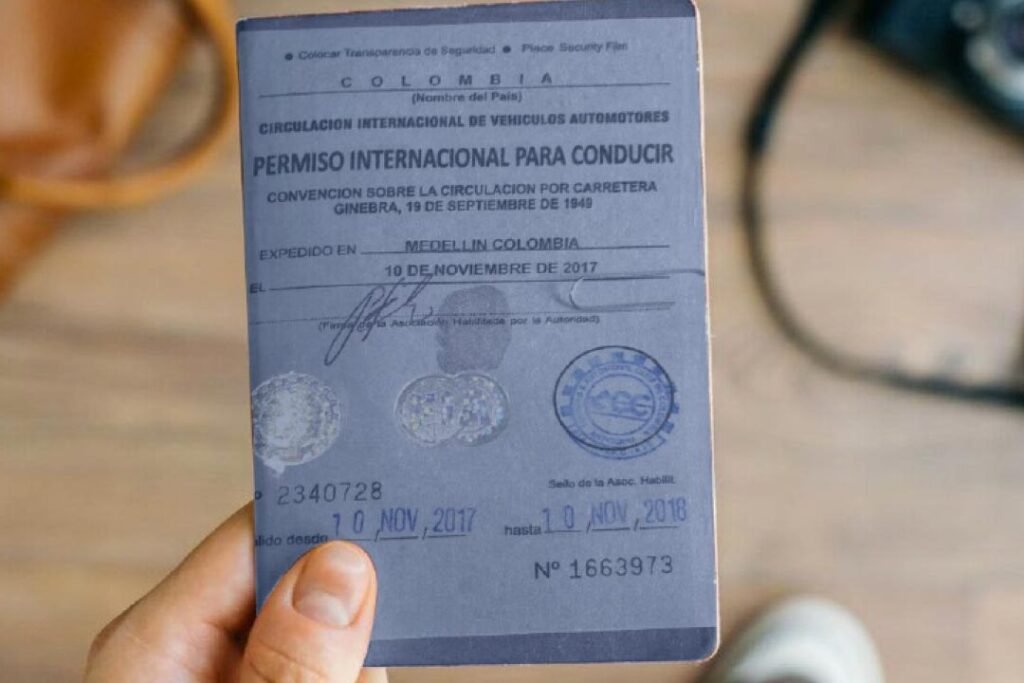 ● Colocar Transparencia de Seguridad ● Place Security Film
COLOMBIA
(Nombre del País)
CIRCULACION INTERNACIONAL DE VEHICULOS AUTOMOTORES
PERMISO INTERNACIONAL PARA CONDUCIR
CONVENCION SOBRE LA CIRCULACION POR CARRETERA
GINEBRA, 19 DE SEPTIEMBRE DE 1949
EXPEDIDO EN MEDELLIN COLOMBIA
EL 10 DE NOVIEMBRE DE 2017
(Firma de la Asociación Habilitada por la Autoridad)
Sello de la Asoc. Habilit.
2340728
lido desde 10 NOV, 2017 hasta 10 NOV, 2018
Nº 1663973